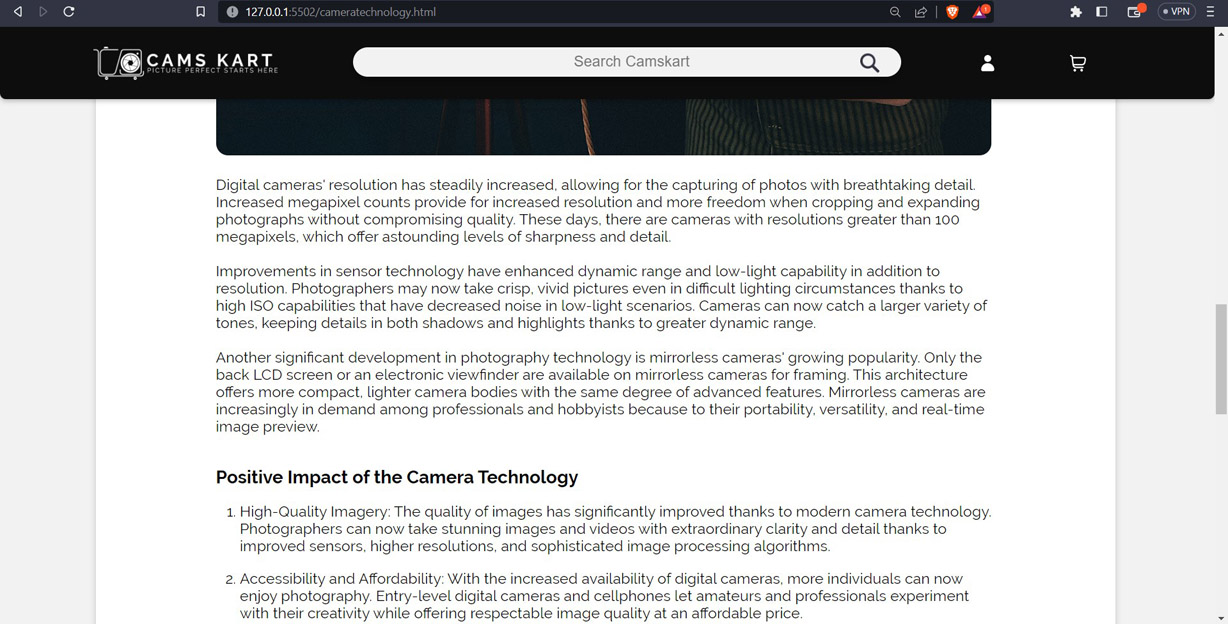 127.0.0.1:5502/cameratechnology.html
1
VPN
CAMS KART
PICTURE PERFECT STARTS HERE
Search Camskart
Digital cameras' resolution has steadily increased, allowing for the capturing of photos with breathtaking detail.
Increased megapixel counts provide for increased resolution and more freedom when cropping and expanding
photographs without compromising quality. These days, there are cameras with resolutions greater than 100
megapixels, which offer astounding levels of sharpness and detail.
Improvements in sensor technology have enhanced dynamic range and low-light capability in addition to
resolution. Photographers may now take crisp, vivid pictures even in difficult lighting circumstances thanks to
high ISO capabilities that have decreased noise in low-light scenarios. Cameras can now catch a larger variety of
tones, keeping details in both shadows and highlights thanks to greater dynamic range.
Another significant development in photography technology is mirrorless cameras' growing popularity. Only the
back LCD screen or an electronic viewfinder are available on mirrorless cameras for framing. This architecture
offers more compact, lighter camera bodies with the same degree of advanced features. Mirrorless cameras are
increasingly in demand among professionals and hobbyists because to their portability, versatility, and real-time
image preview.
Positive Impact of the Camera Technology
1. High-Quality Imagery: The quality of images has significantly improved thanks to modern camera technology.
Photographers can now take stunning images and videos with extraordinary clarity and detail thanks to
improved sensors, higher resolutions, and sophisticated image processing algorithms.
2. Accessibility and Affordability: With the increased availability of digital cameras, more individuals can now
enjoy photography. Entry-level digital cameras and cellphones let amateurs and professionals experiment
with their creativity while offering respectable image quality at an affordable price.